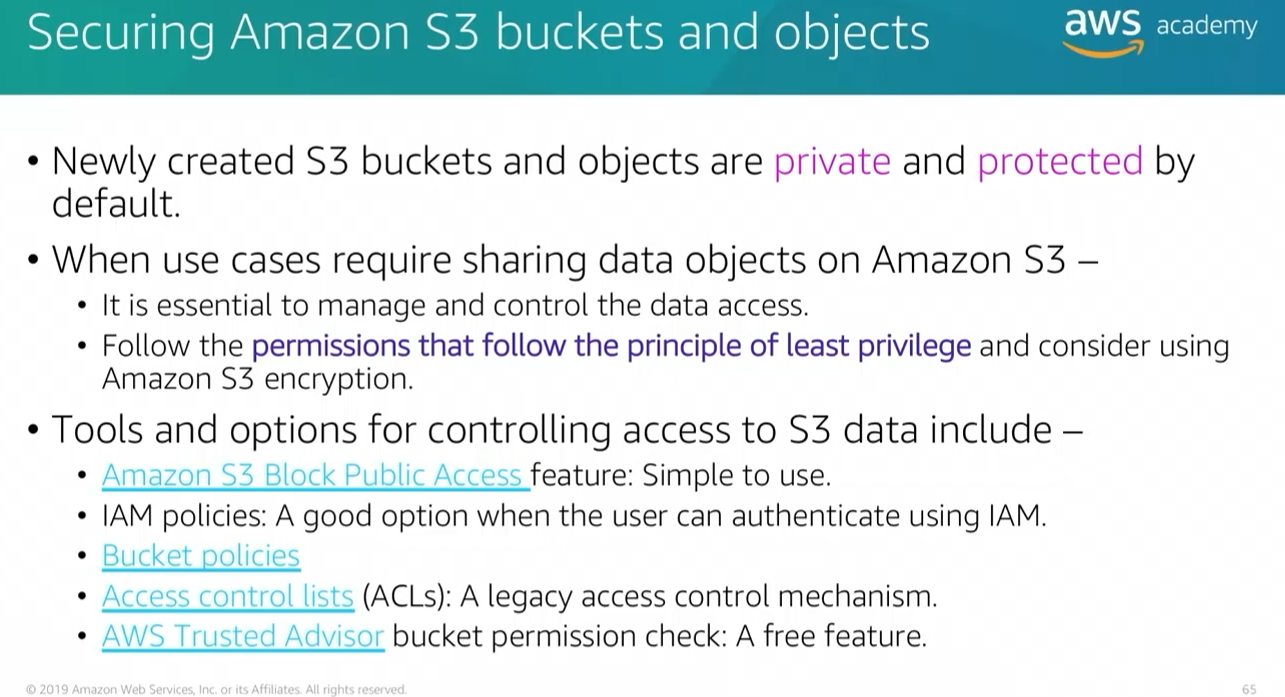 Securing Amazon S3 buckets and objects
aws academy
• Newly created S3 buckets and objects are private and protected by
default.
• When use cases require sharing data objects on Amazon S3 –
• It is essential to manage and control the data access.
• Follow the permissions that follow the principle of least privilege and consider using
Amazon S3 encryption.
• Tools and options for controlling access to S3 data include –
• Amazon S3 Block Public Access feature: Simple to use.
• IAM policies: A good option when the user can authenticate using IAM.
• Bucket policies
• Access control lists (ACLs): A legacy access control mechanism.
• AWS Trusted Advisor bucket permission check: A free feature.
© 2019 Amazon Web Services, Inc. or its Affiliates. All rights reserved.
65